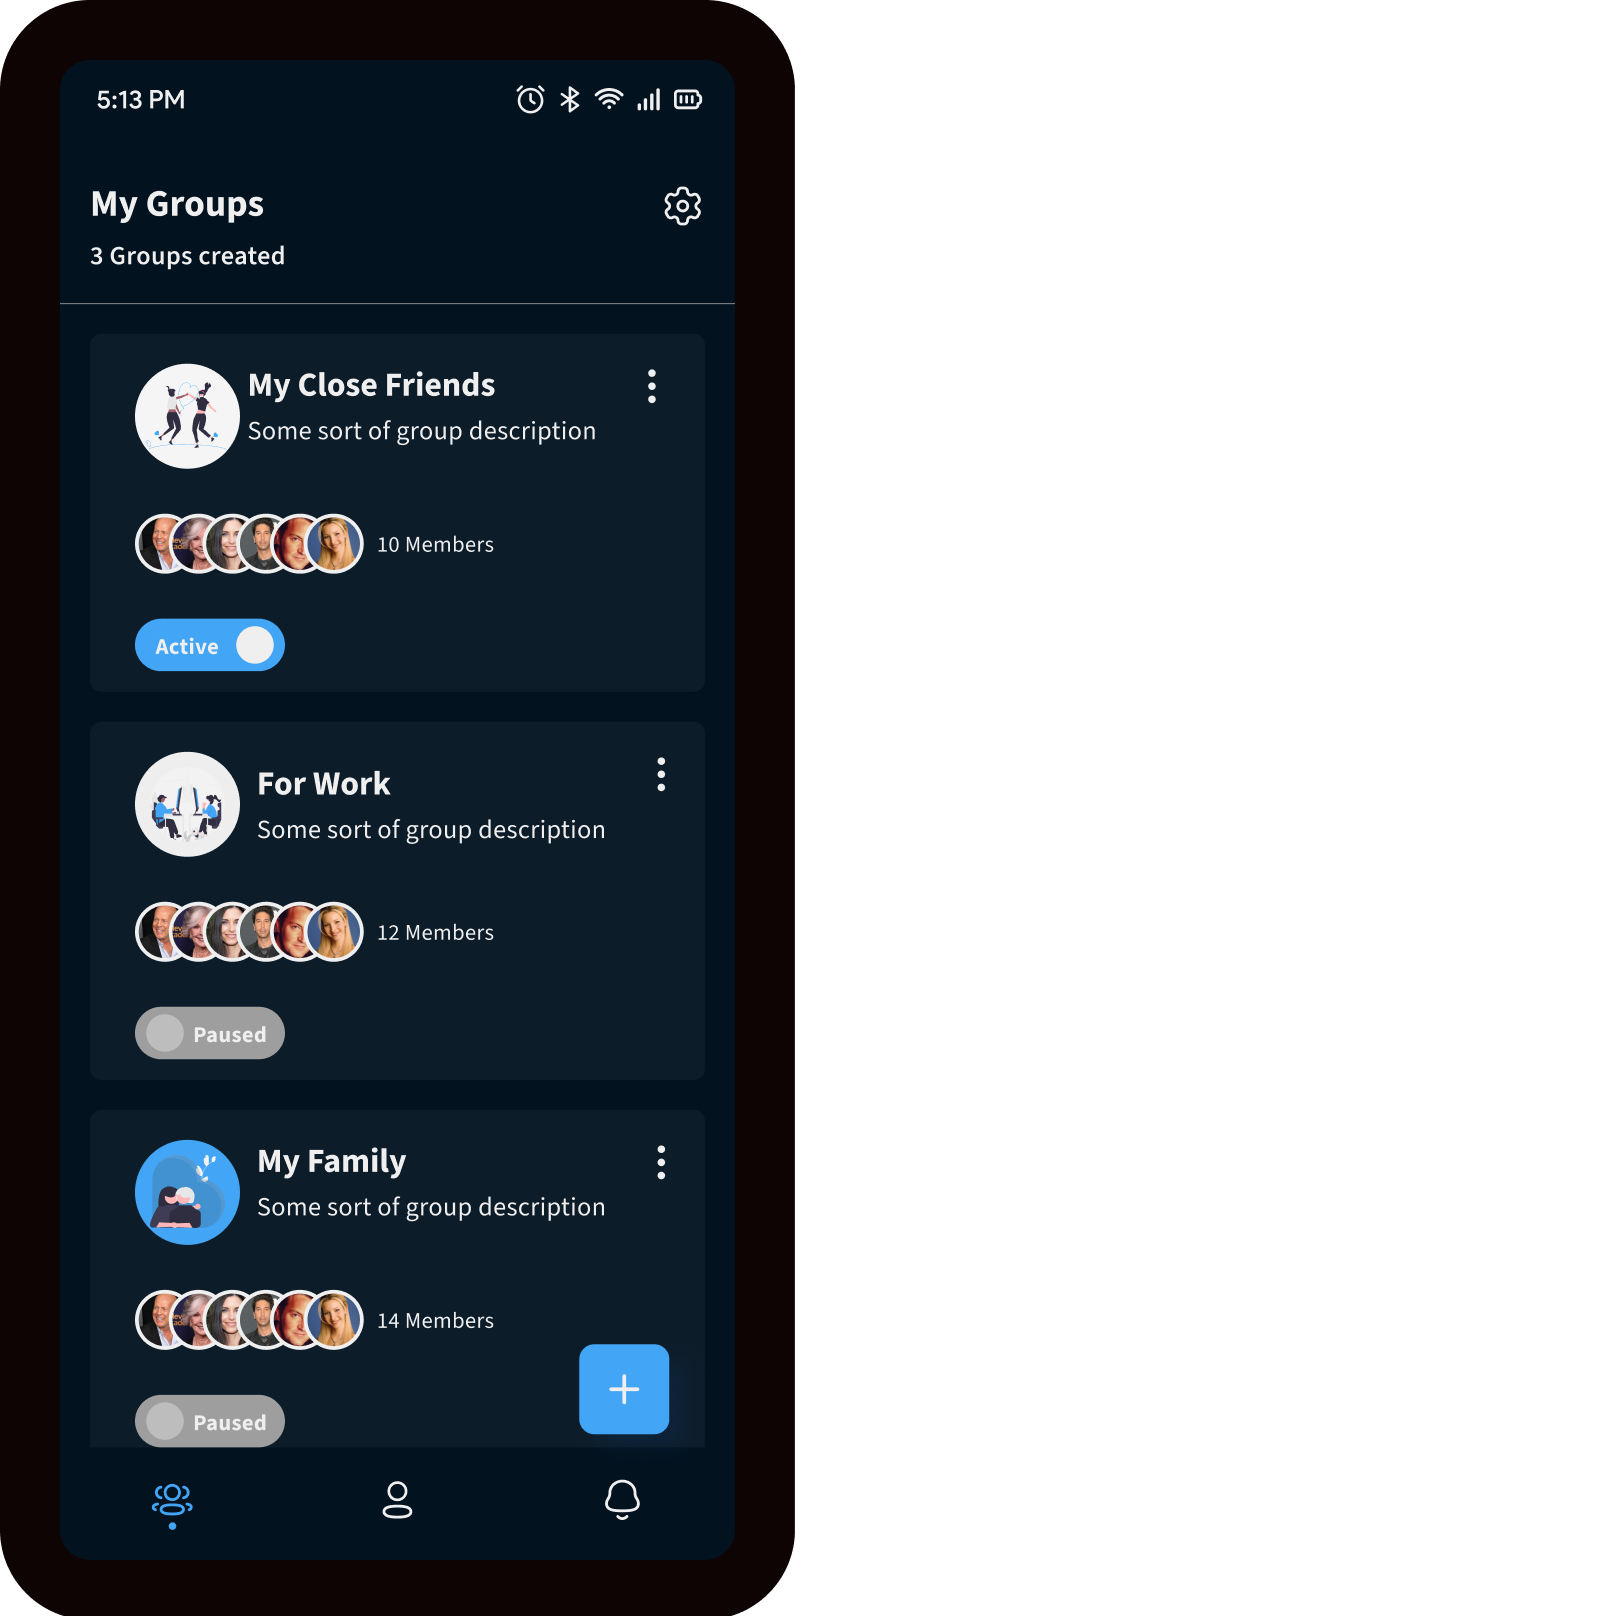 5:13 PM
My Groups
3 Groups created
My Close Friends
Some sort of group description
10 Members
Active
For Work
Some sort of group description
12 Members
Paused
My Family
Some sort of group description
14 Members
Paused